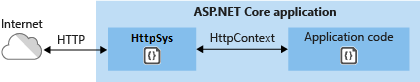 ASP.NET Core application
Internet
HTTP
HttpSys
HttpContext
Application code